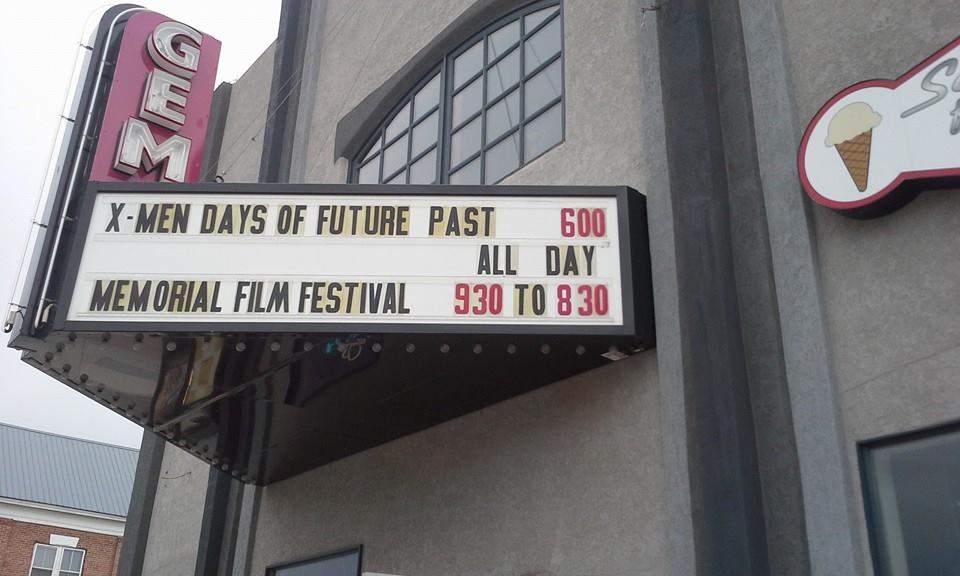 GEM
X-MEN DAYS OF FUTURE PAST 600
ALL DAY
MEMORIAL FILM FESTIVAL 930 TO 830